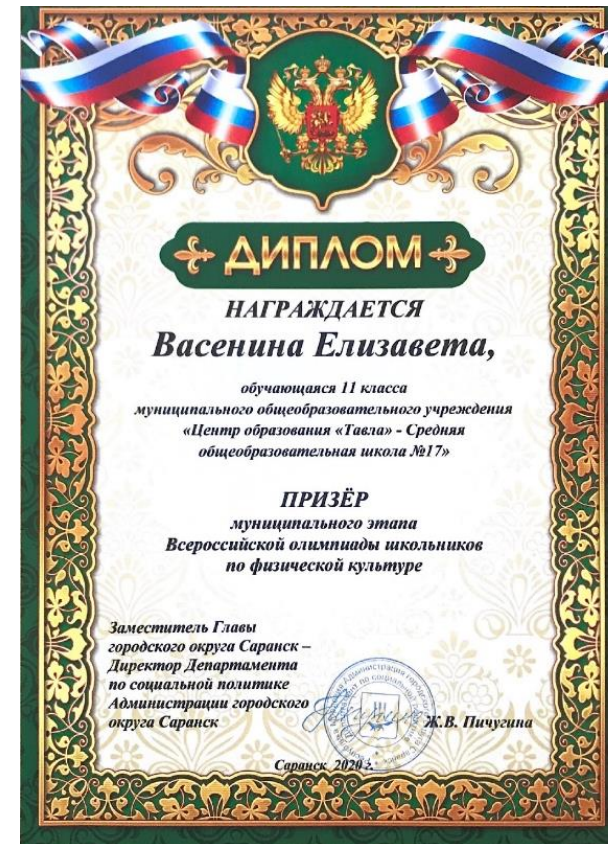 ДИПЛОМ
НАГРАЖДАЕТСЯ
Васенина Елизавета,
обучающаяся 11 класса
муниципального общеобразовательного учреждения
«Центр образования «Тавла» - Средняя
общеобразовательная школа №17»
ПРИЗЁР
муниципального этапа
Всероссийской олимпиады школьников
по физической культуре
Заместитель Главы
городского округа Саранск –
Директор Департамента
по социальной политике
Администрации городского
округа Саранск
Ж.В. Пичугина
Саранск 2020 г.